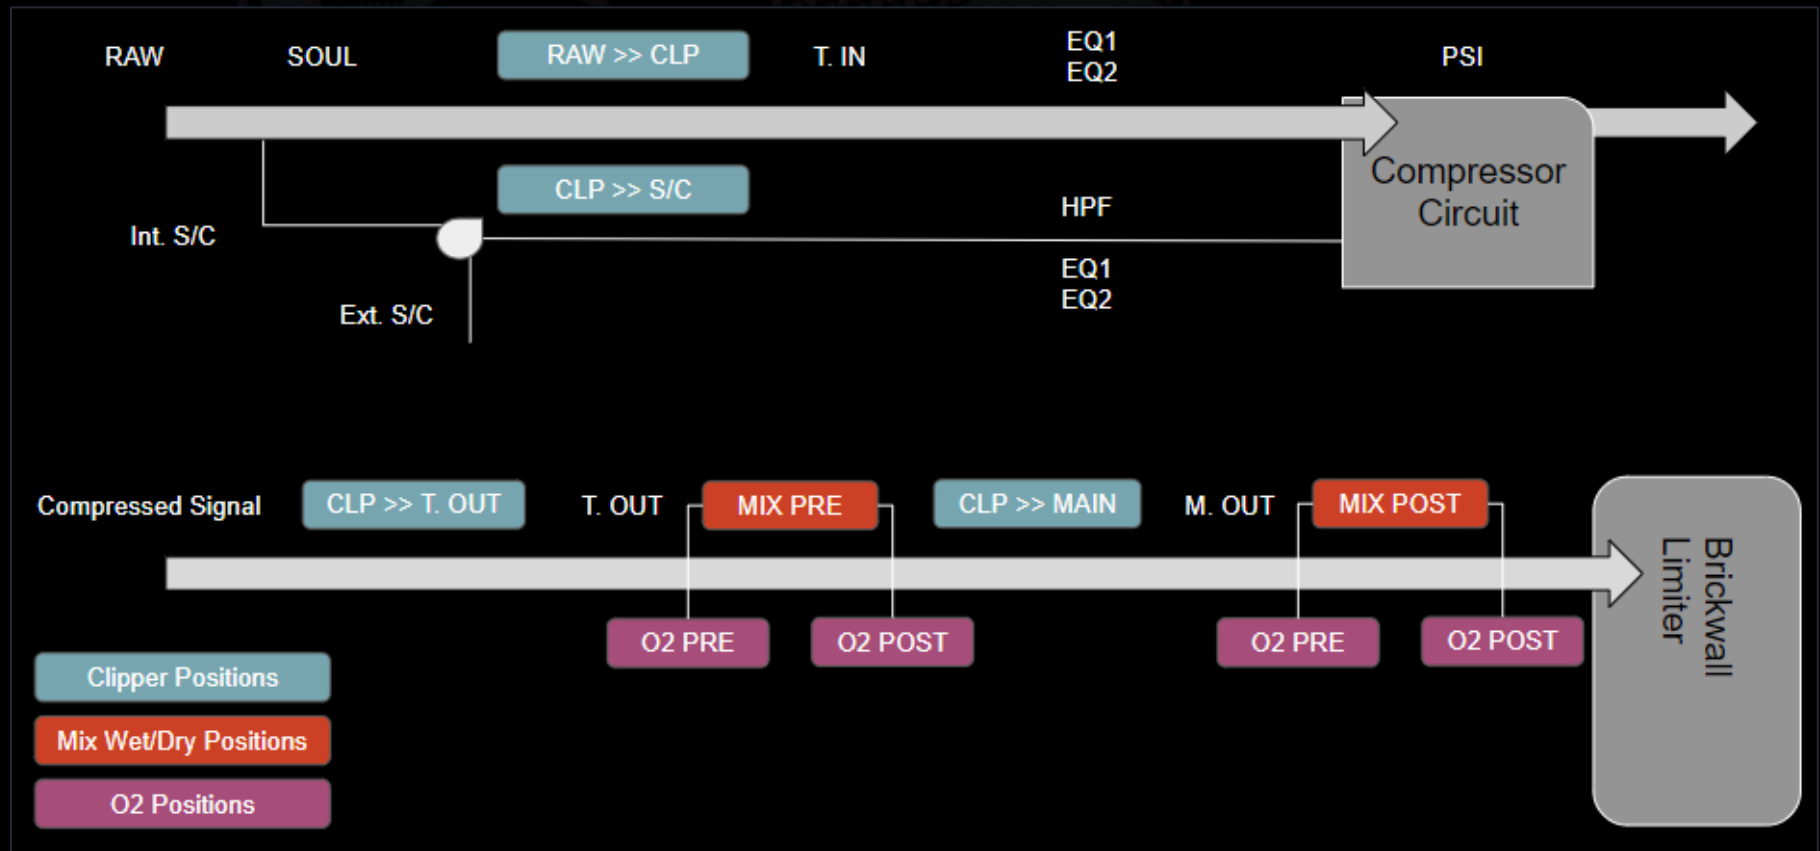 RAW
SOUL
RAW >> CLP
T. IN
EQ1
EQ2
PSI
Compressor
Circuit
CLP >> S/C
HPF
Int. S/C
EQ1
EQ2
Ext. S/C
Compressed Signal
CLP >> T. OUT
T. OUT
MIX PRE
CLP >> MAIN
M. OUT
MIX POST
Brickwall
Limiter
O2 PRE
O2 POST
O2 PRE
O2 POST
Clipper Positions
Mix Wet/Dry Positions
O2 Positions